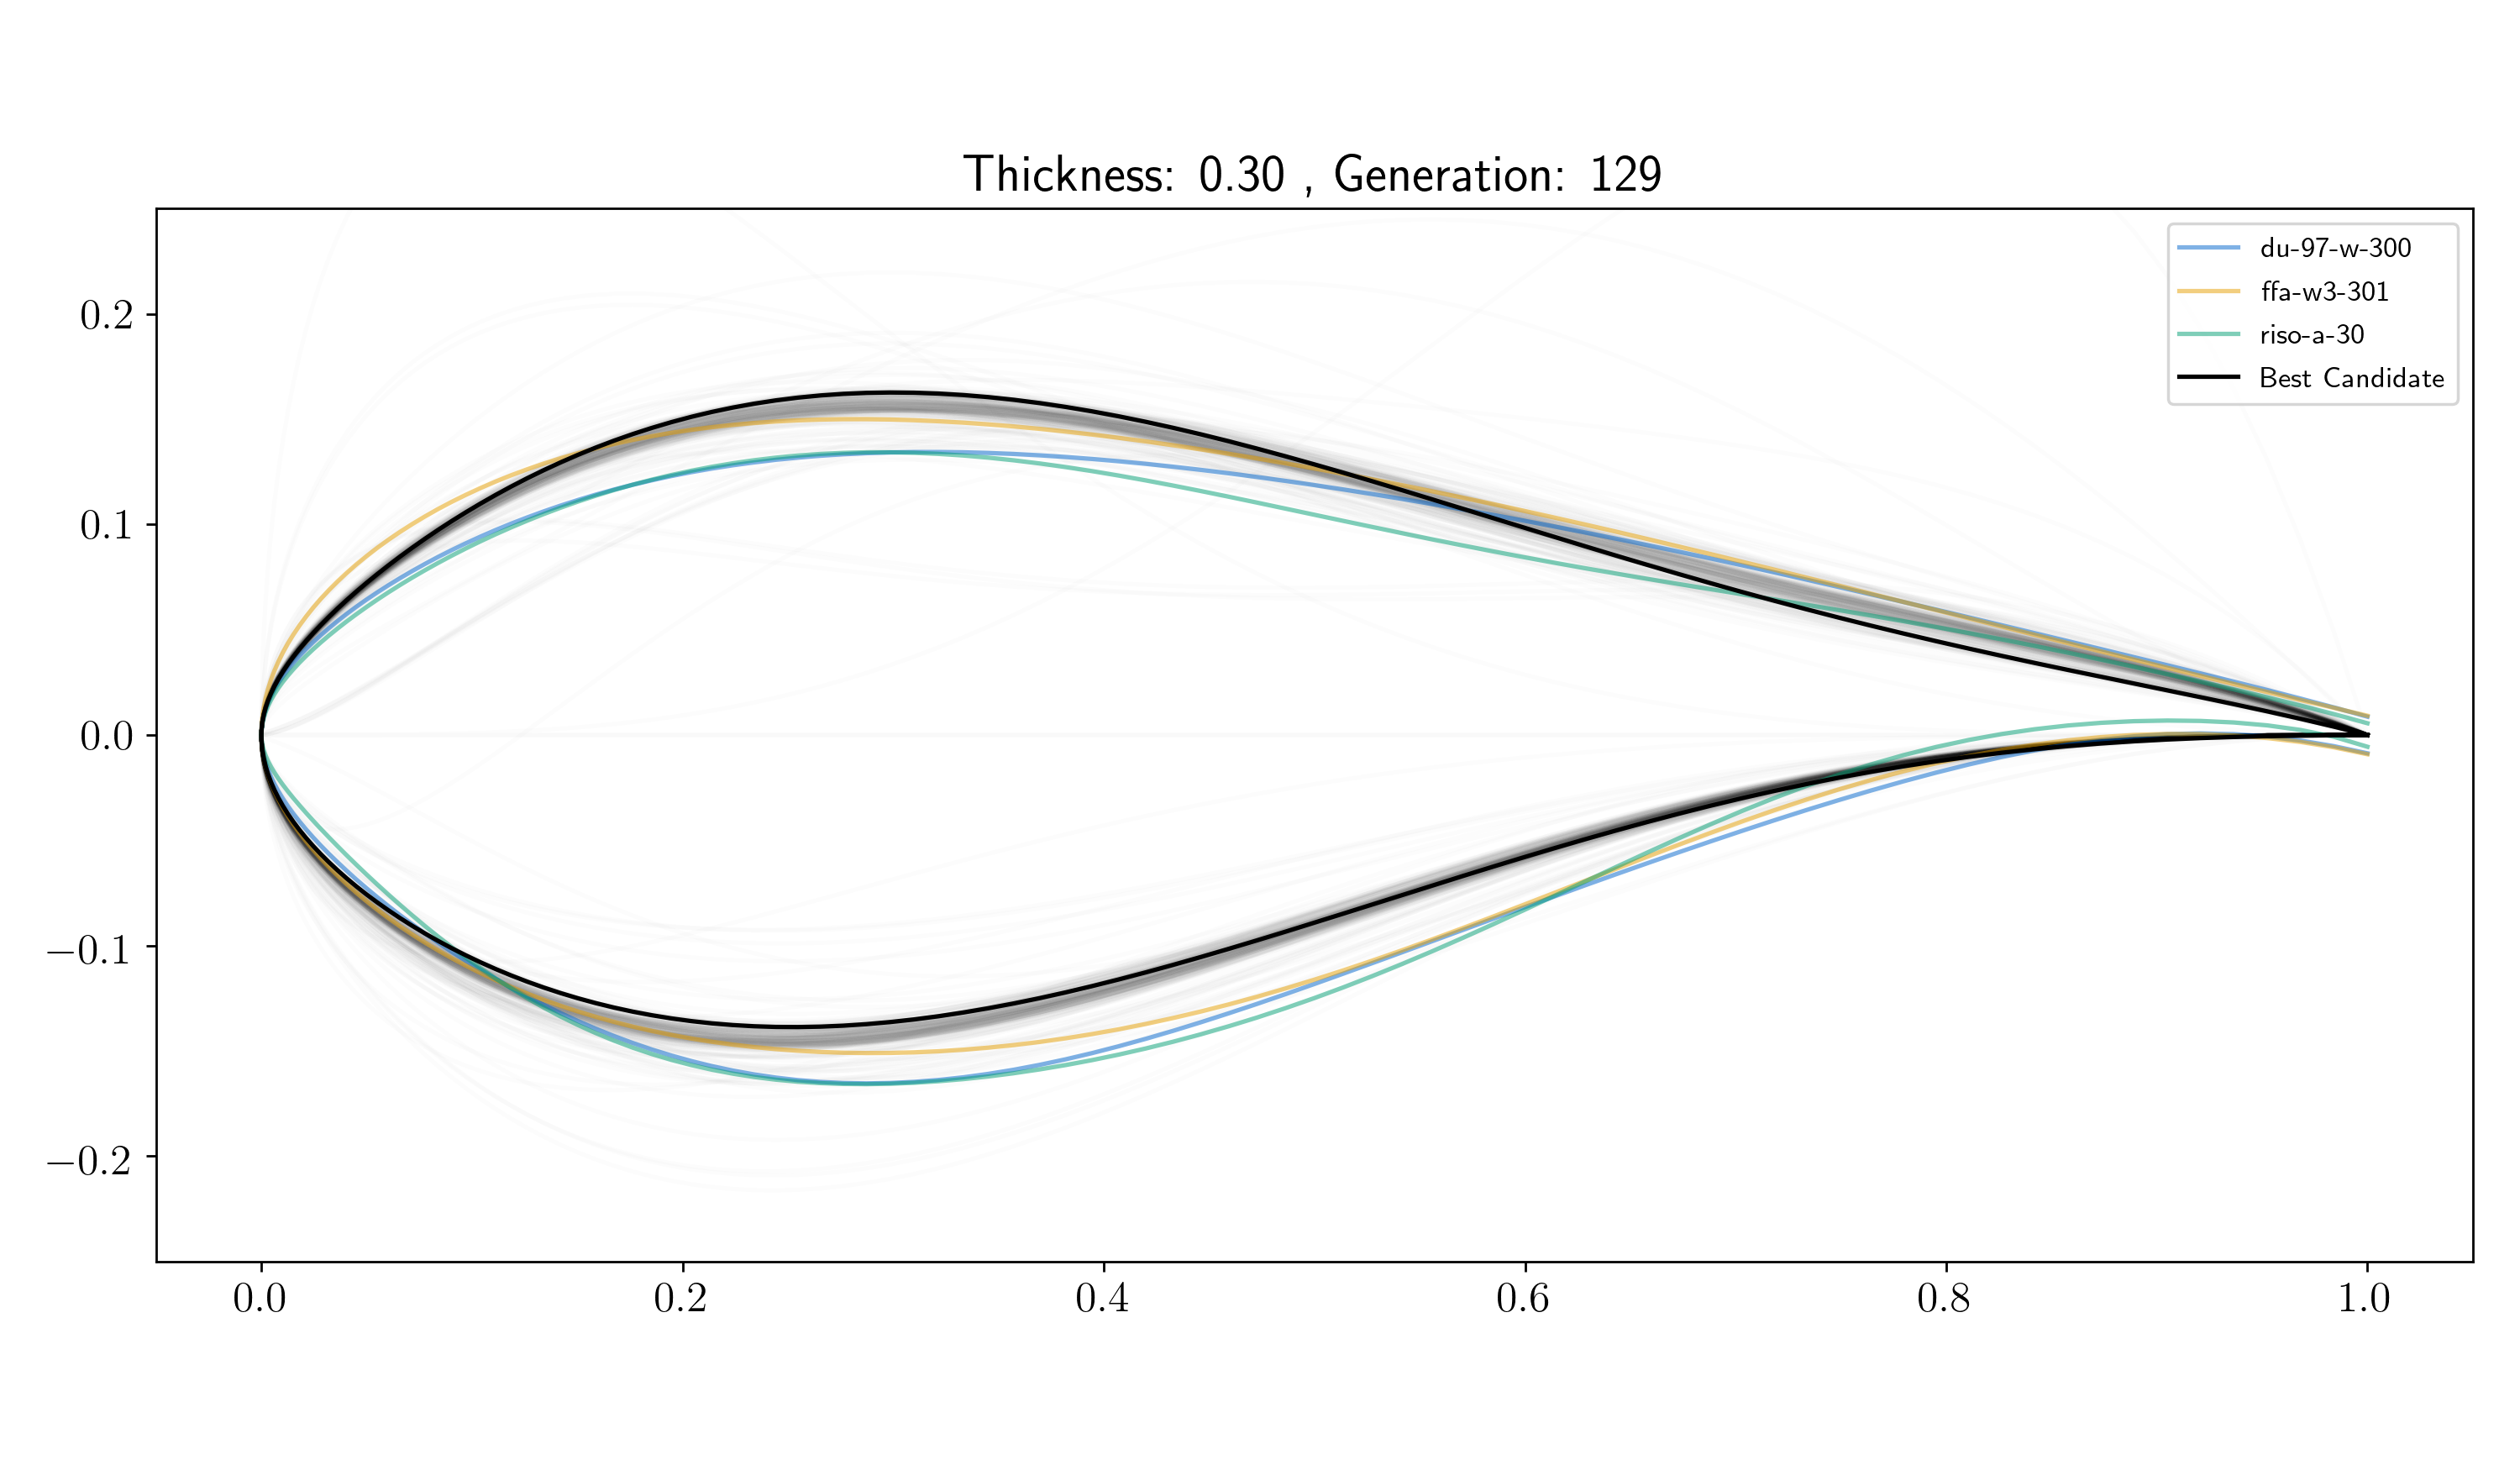 Thickness: 0.30 , Generation: 129
du-97-w-300
ffa-w3-301
riso-a-30
Best Candidate
0.2
0.1
0.0
−0.1
−0.2
0.0 0.2 0.4 0.6 0.8 1.0